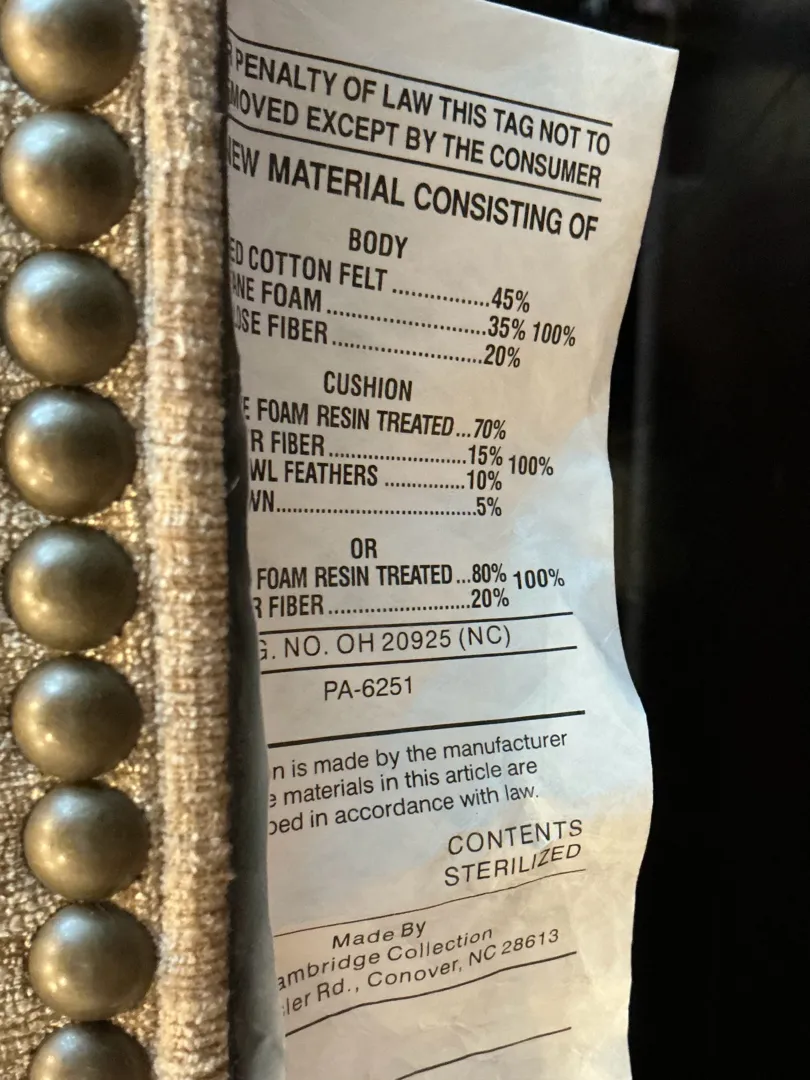 PENALTY OF LAW THIS TAG NOT TO
MOVED EXCEPT BY THE CONSUMER
EW MATERIAL CONSISTING OF
BODY
ED COTTON FELT ...............45%
ANE FOAM .......................35% 100%
OSE FIBER ......................20%
CUSHION
E FOAM RESIN TREATED...70%
R FIBER .......................15% 100%
WL FEATHERS .............10%
WN.................................5%
OR
FOAM RESIN TREATED...80% 100%
R FIBER .......................20%
G. NO. OH 20925 (NC)
PA-6251
n is made by the manufacturer
e materials in this article are
bed in accordance with law.
CONTENTS
STERILIZED
Made By
ambridge Collection
ler Rd., Conover, NC 28613